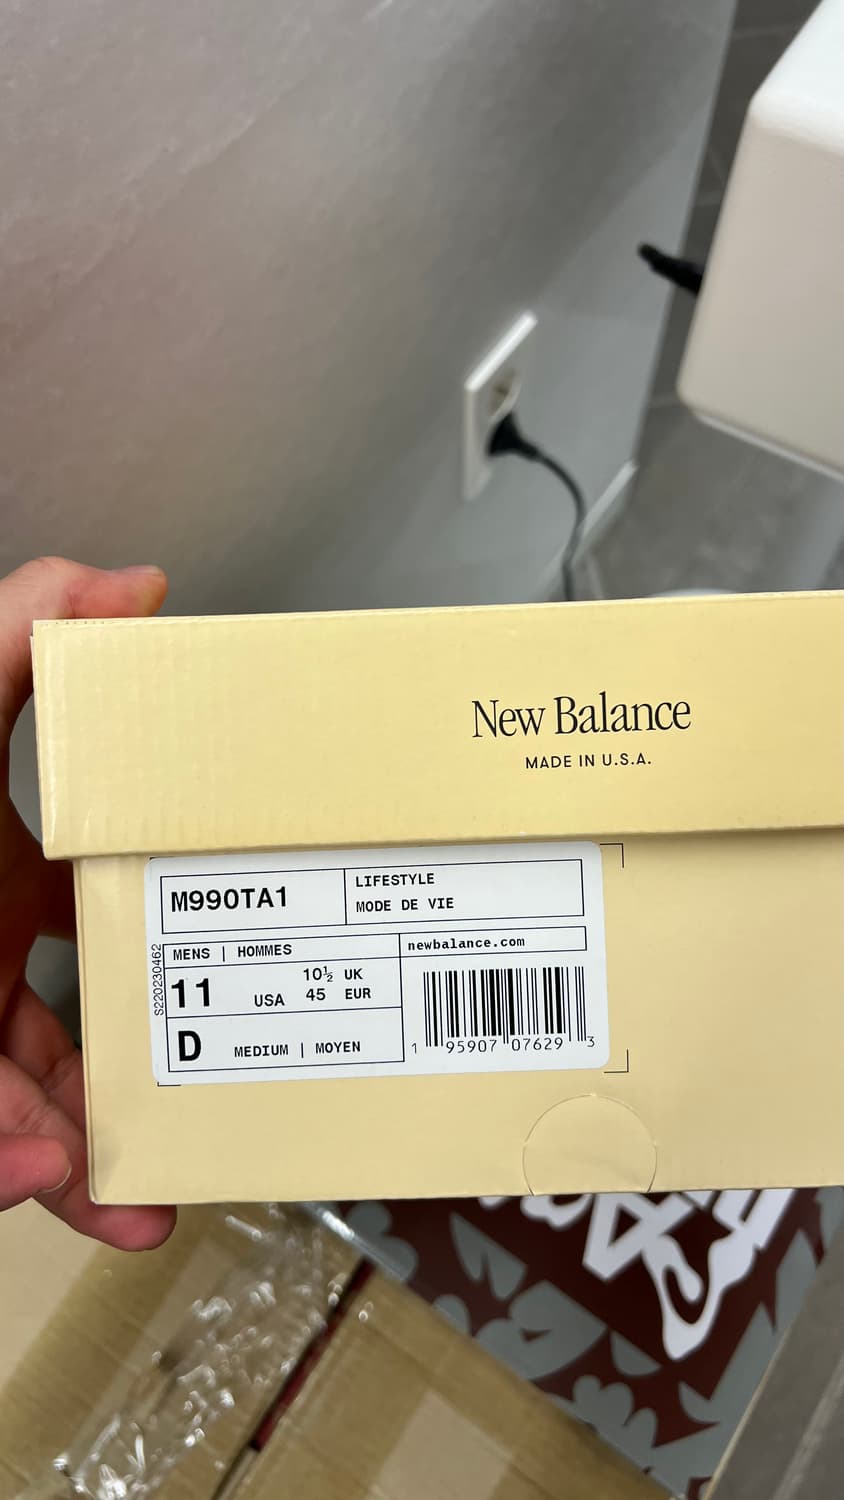 New Balance
MADE IN U.S.A.
M990TA1
LIFESTYLE
MODE DE VIE
S220230462
MENS | HOMMES
newbalance.com
11 USA
10½ UK
45 EUR
D MEDIUM | MOYEN
1 95907 07629 3